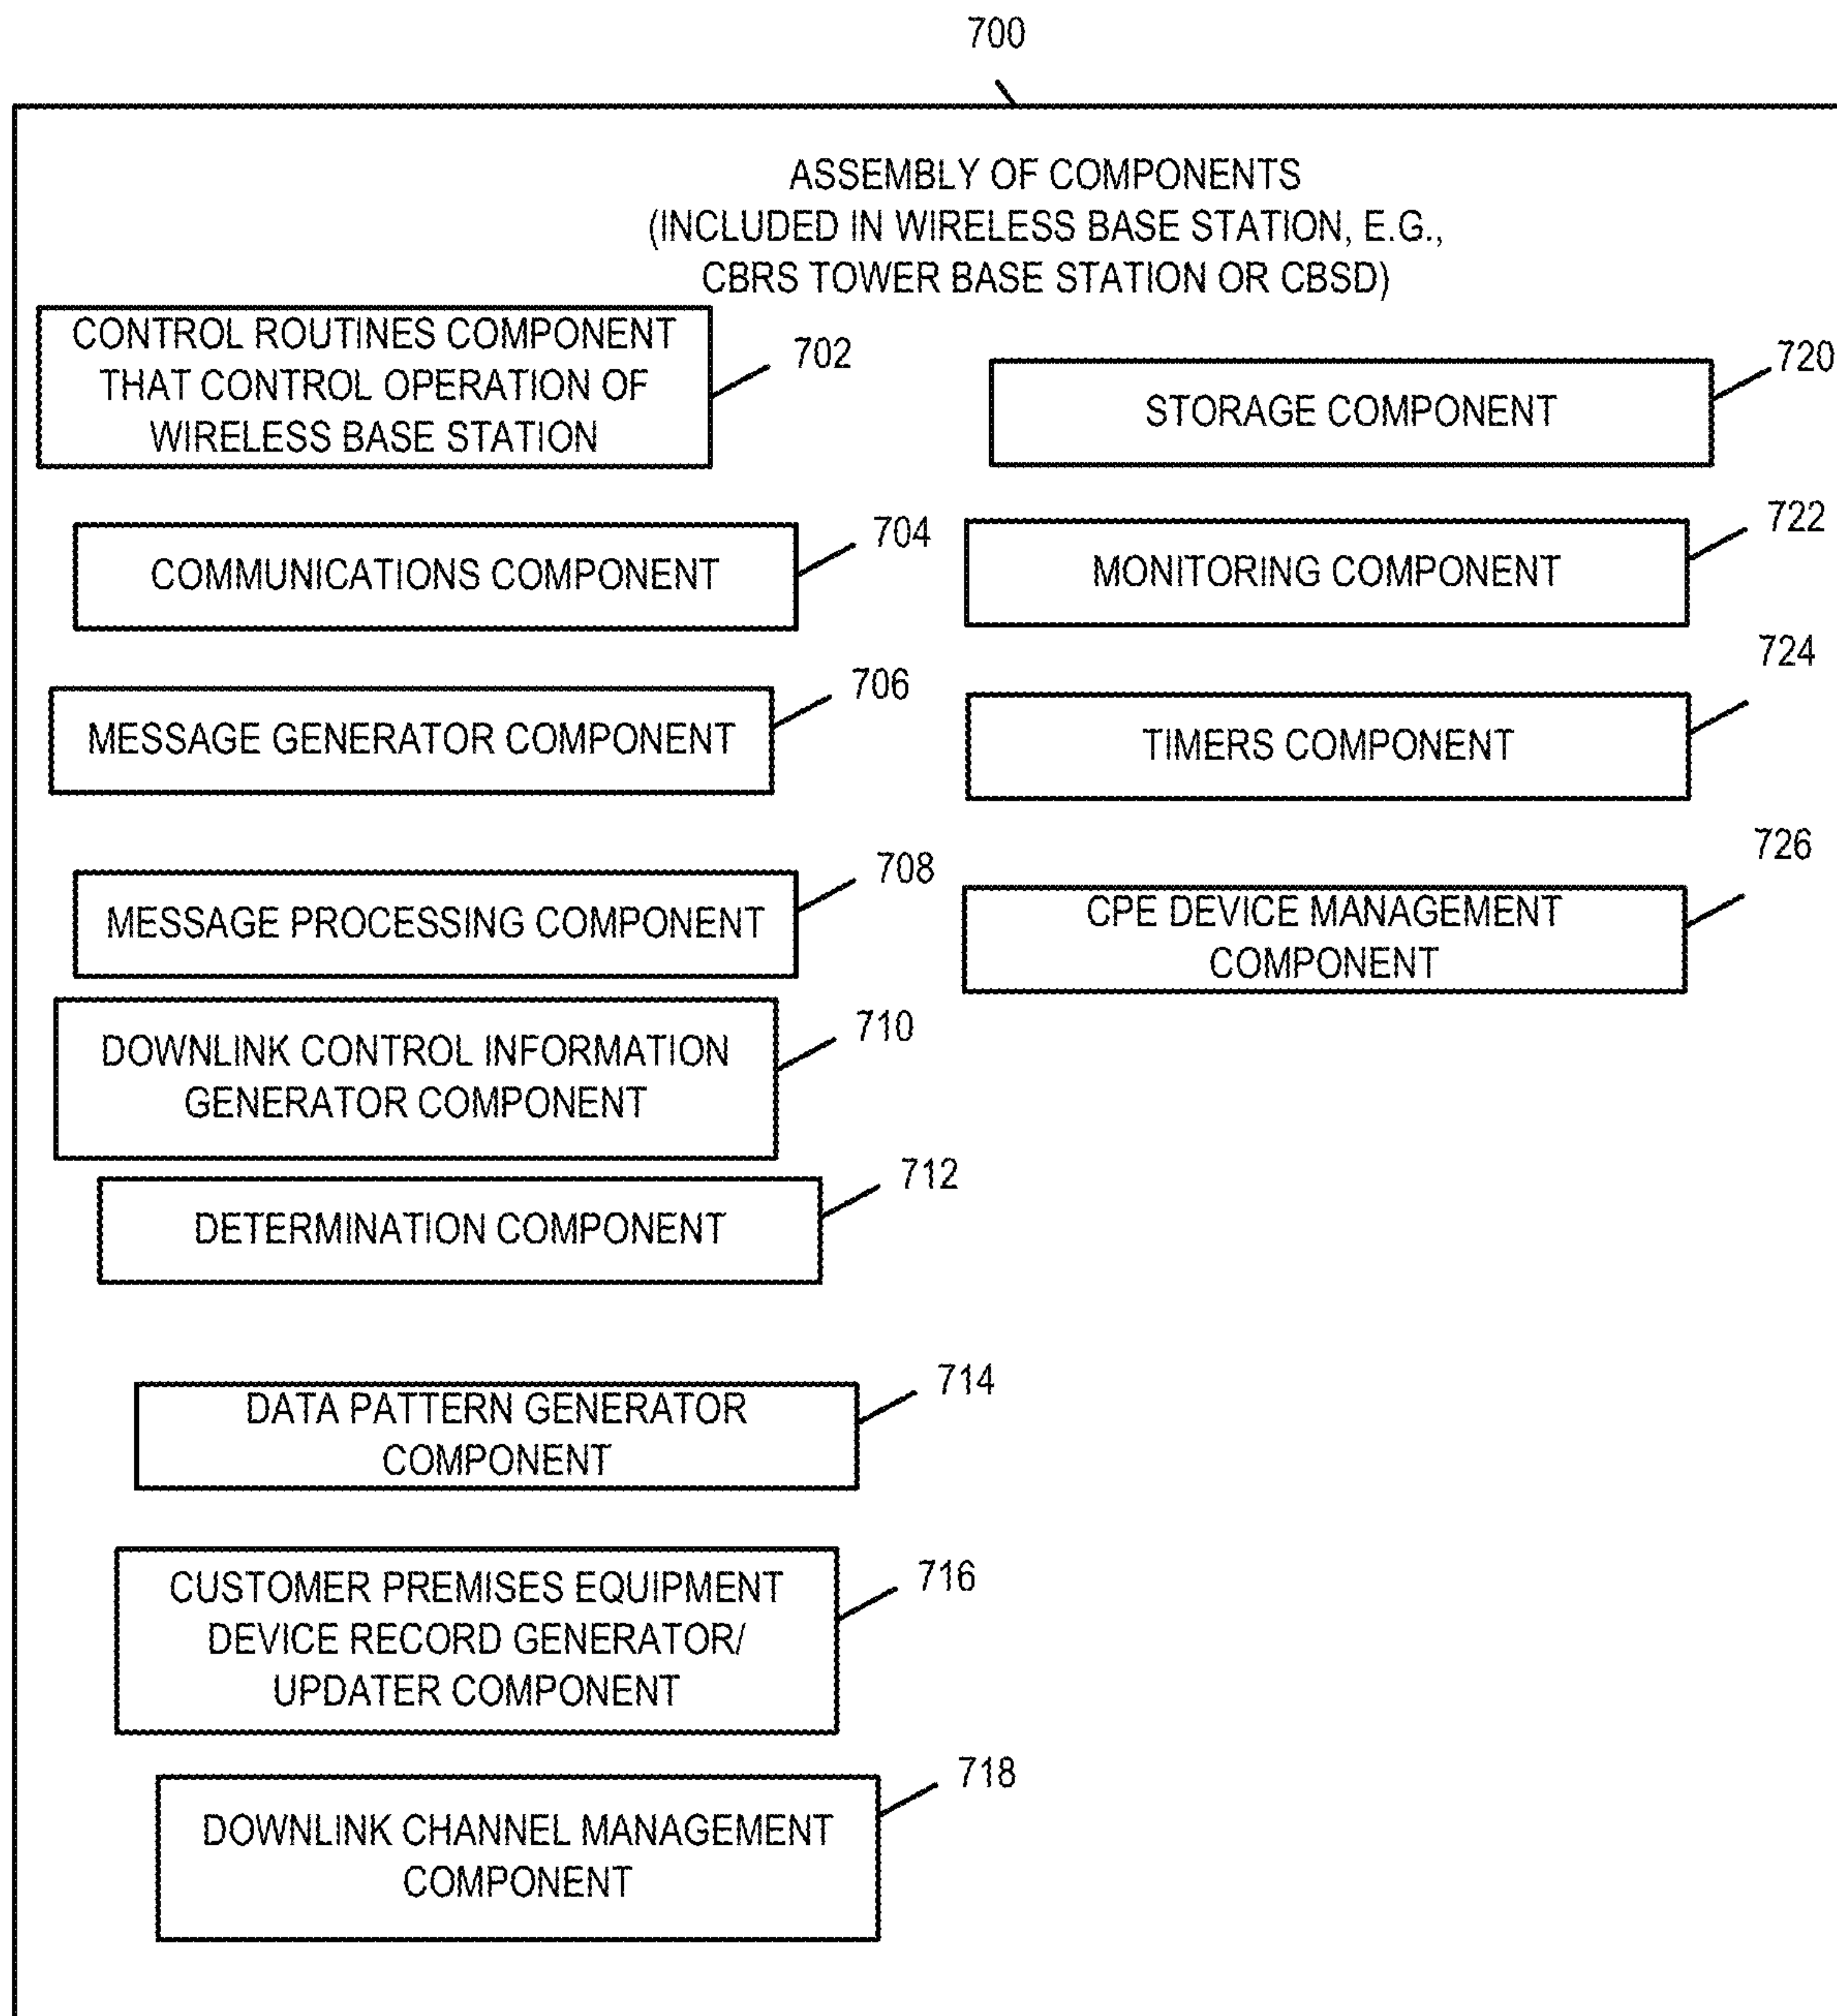 700
ASSEMBLY OF COMPONENTS
(INCLUDED IN WIRELESS BASE STATION, E.G.,
CBRS TOWER BASE STATION OR CBSD)
CONTROL ROUTINES COMPONENT
THAT CONTROL OPERATION OF
WIRELESS BASE STATION
702
COMMUNICATIONS COMPONENT
704
MESSAGE GENERATOR COMPONENT
706
MESSAGE PROCESSING COMPONENT
708
DOWNLINK CONTROL INFORMATION
GENERATOR COMPONENT
710
DETERMINATION COMPONENT
712
DATA PATTERN GENERATOR
COMPONENT
714
CUSTOMER PREMISES EQUIPMENT
DEVICE RECORD GENERATOR/
UPDATER COMPONENT
716
DOWNLINK CHANNEL MANAGEMENT
COMPONENT
718
STORAGE COMPONENT
720
MONITORING COMPONENT
722
TIMERS COMPONENT
724
CPE DEVICE MANAGEMENT
COMPONENT
726